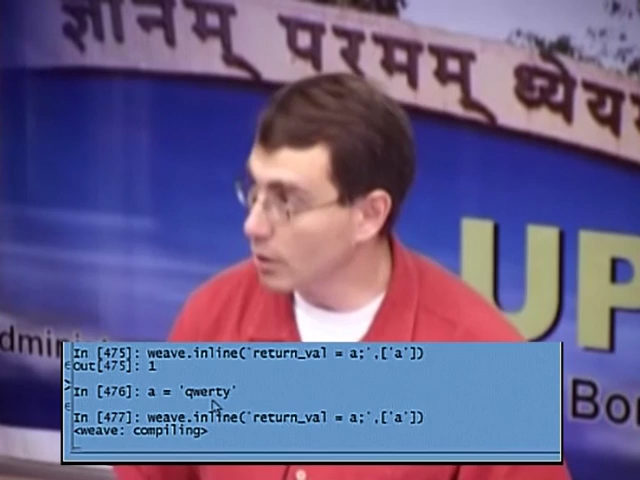 ज्ञानम् परमम् ध्येयम्
UP
dmini
Bor
In [475]: weave.inline('return_val = a;',['a'])
Out[475]: 1
In [476]: a = 'qwerty'
In [477]: weave.inline('return_val = a;',['a'])
<weave: compiling>